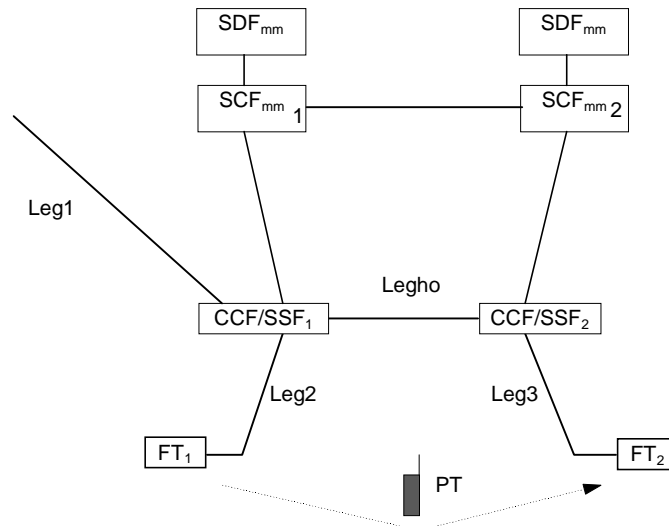 SDFmm
SDFmm
SCFmm 1
SCFmm 2
Leg1
Legho
CCF/SSF1
CCF/SSF2
Leg2
Leg3
FT1
PT
FT2